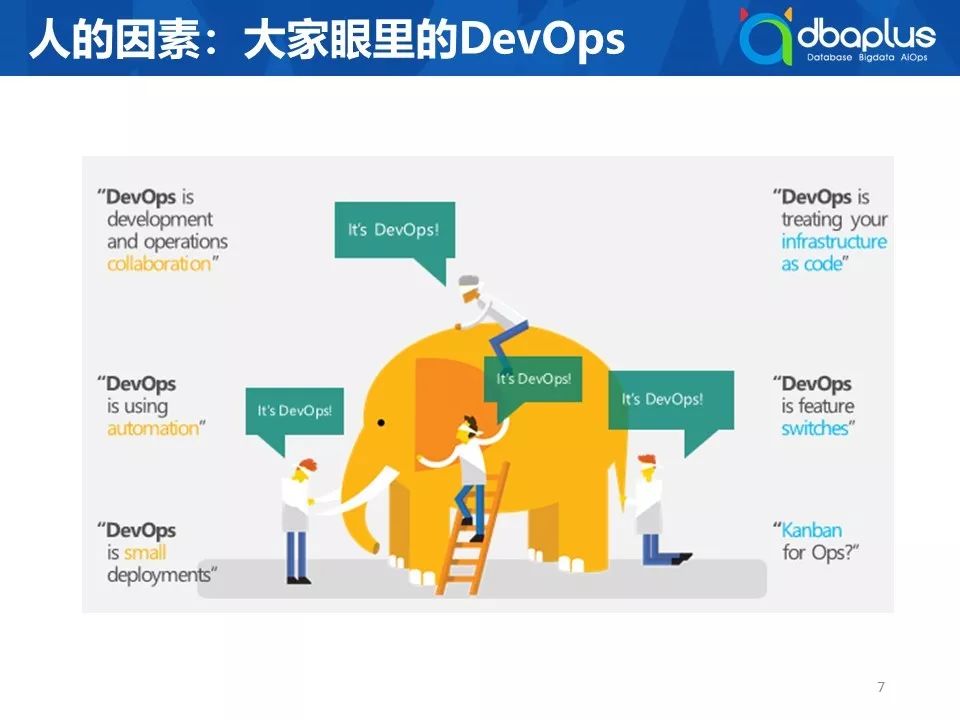 人的因素：大家眼里的DevOps
dbaplus
Database Bigdata AIOps
“DevOps is
development
and operations
collaboration”
“DevOps
is using
automation”
“DevOps
is small
deployments”
It's DevOps!
It's DevOps!
It's DevOps!
It's DevOps!
“DevOps is
treating your
infrastructure
as code”
“DevOps
is feature
switches”
“Kanban
for Ops?”
7